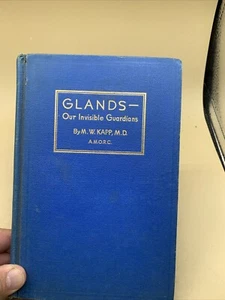 GLANDS—
Our Invisible Guardians
By M. W. KAPP, M. D.
A.M.O.R.C.